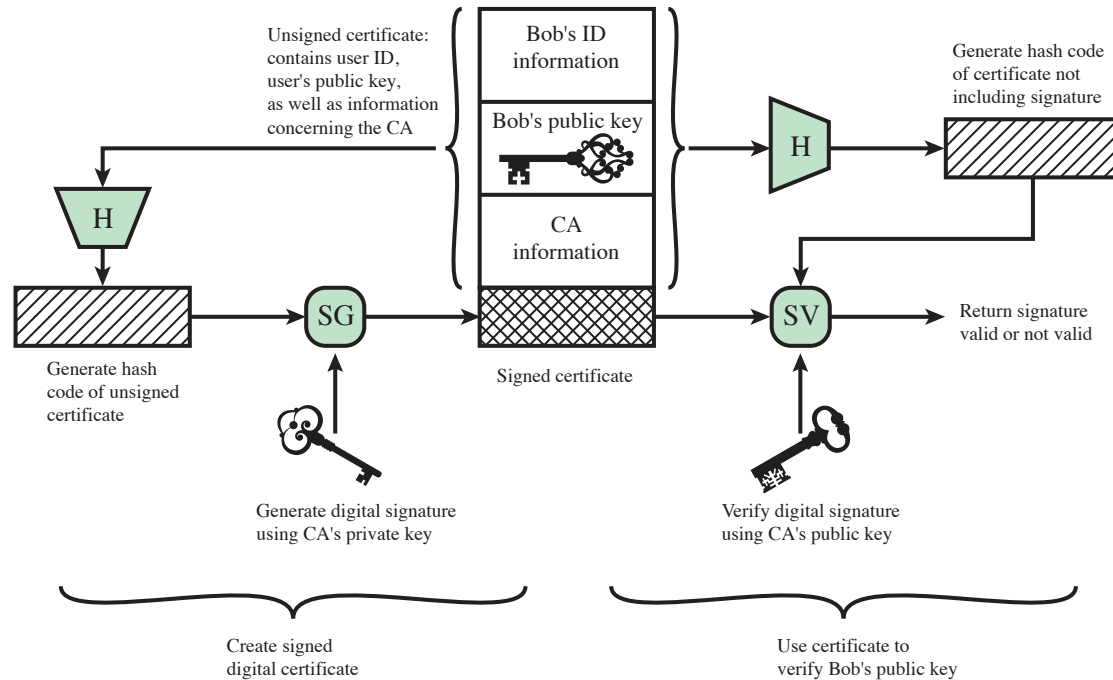 Unsigned certificate:
contains user ID,
user's public key,
as well as information
concerning the CA
Bob's ID
information
Bob's public key
CA
information
Generate hash code
of certificate not
including signature
H
H
SG
SV
Return signature
valid or not valid
Generate hash
code of unsigned
certificate
Signed certificate
Generate digital signature
using CA's private key
Verify digital signature
using CA's public key
Create signed
digital certificate
Use certificate to
verify Bob's public key